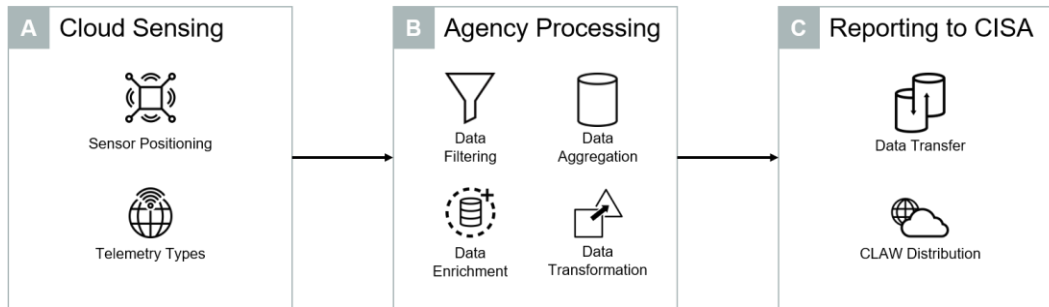 A Cloud Sensing
Sensor Positioning
Telemetry Types
B Agency Processing
Data
Filtering
Data
Aggregation
Data
Enrichment
Data
Transformation
C Reporting to CISA
Data Transfer
CLAW Distribution